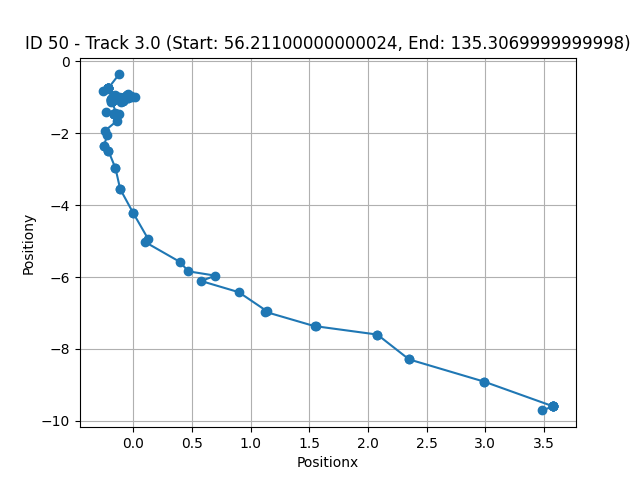 ID 50 - Track 3.0 (Start: 56.21100000000024, End: 135.3069999999998)
0
−2
−4
−6
−8
−10
Positiony
0.0 0.5 1.0 1.5 2.0 2.5 3.0 3.5
Positionx